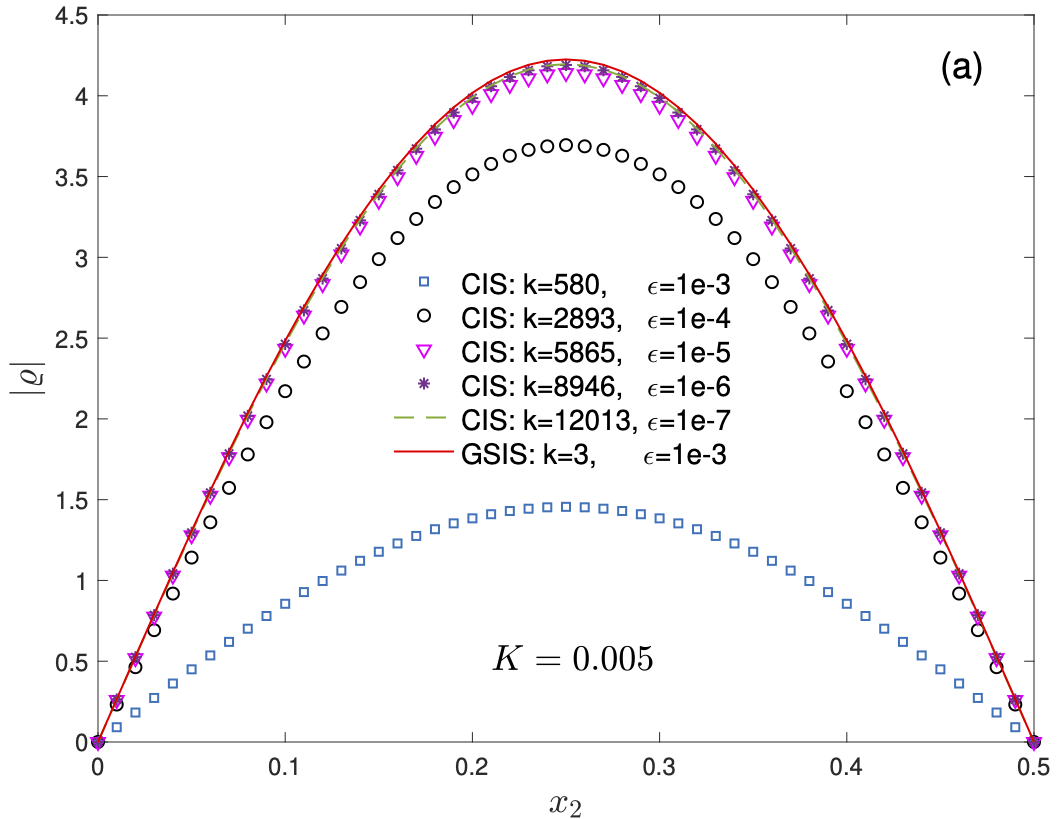 (a)
|ϱ|
4.5
4
3.5
3
2.5
2
1.5
1
0.5
0
CIS: k=580, ϵ=1e-3
CIS: k=2893, ϵ=1e-4
CIS: k=5865, ϵ=1e-5
CIS: k=8946, ϵ=1e-6
CIS: k=12013, ϵ=1e-7
GSIS: k=3, ϵ=1e-3
K = 0.005
0 0.1 0.2 0.3 0.4 0.5
x₂